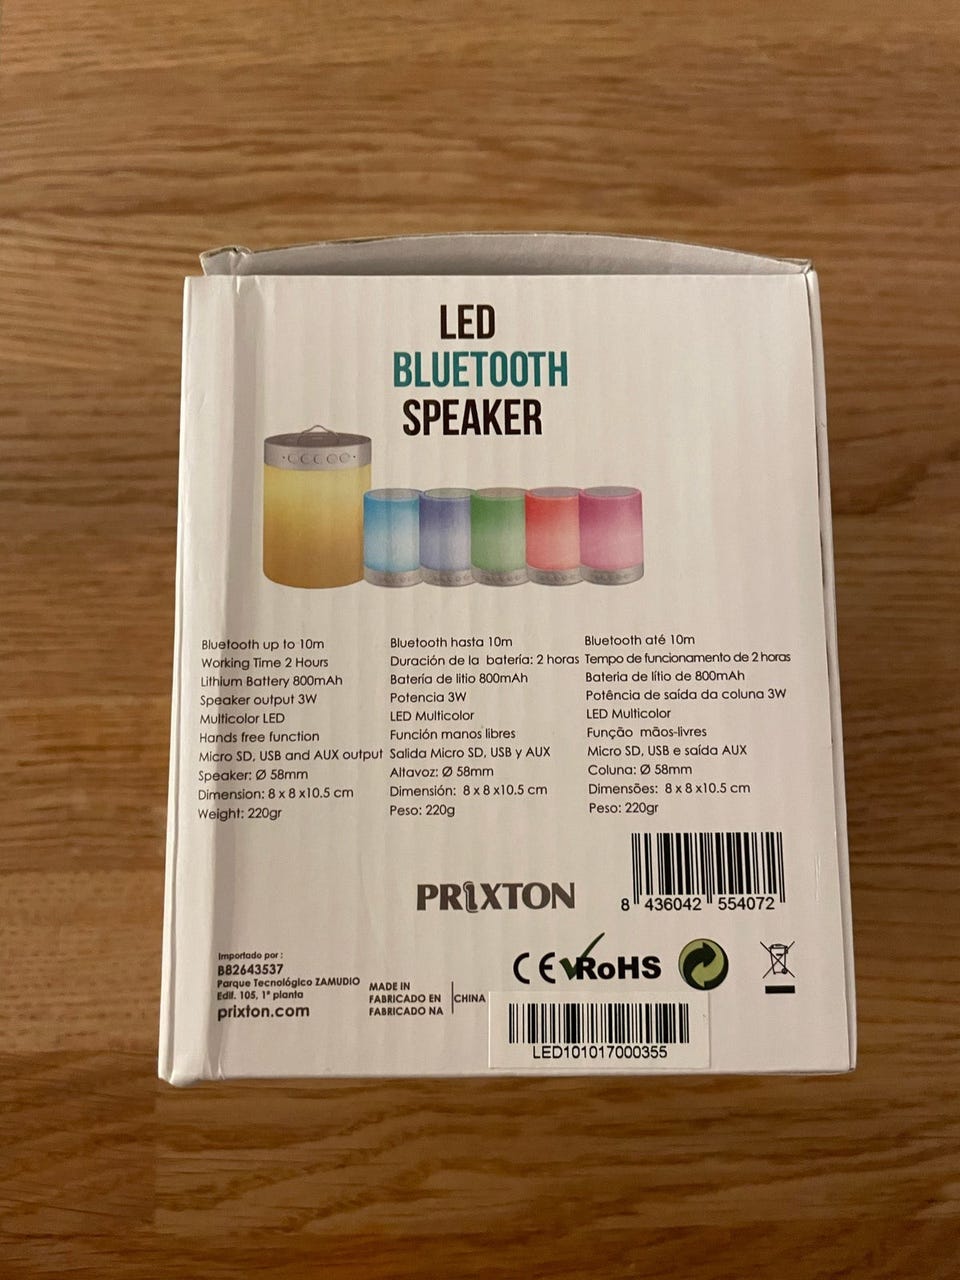 LED
BLUETOOTH
SPEAKER
Bluetooth up to 10m
Working Time 2 Hours
Lithium Battery 800mAh
Speaker output 3W
Multicolor LED
Hands free function
Micro SD, USB and AUX output
Speaker: Ø 58mm
Dimension: 8 x 8 x10.5 cm
Weight: 220gr
Bluetooth hasta 10m
Duración de la batería: 2 horas
Batería de litio 800mAh
Potencia 3W
LED Multicolor
Función manos libres
Salida Micro SD, USB y AUX
Altavoz: Ø 58mm
Dimensión: 8 x 8 x10.5 cm
Peso: 220g
Bluetooth até 10m
Tempo de funcionamento de 2 horas
Bateria de lítio de 800mAh
Potência de saída da coluna 3W
LED Multicolor
Função mãos-livres
Micro SD, USB e saída AUX
Coluna: Ø 58mm
Dimensões: 8 x 8 x10.5 cm
Peso: 220gr
PRIXTON
8 436042 554072
Importado por :
B82643537
Parque Tecnológico ZAMUDIO
Edif. 105, 1ª planta
prixton.com
MADE IN
FABRICADO EN
FABRICADO NA
CHINA
CE RoHS
LED101017000355